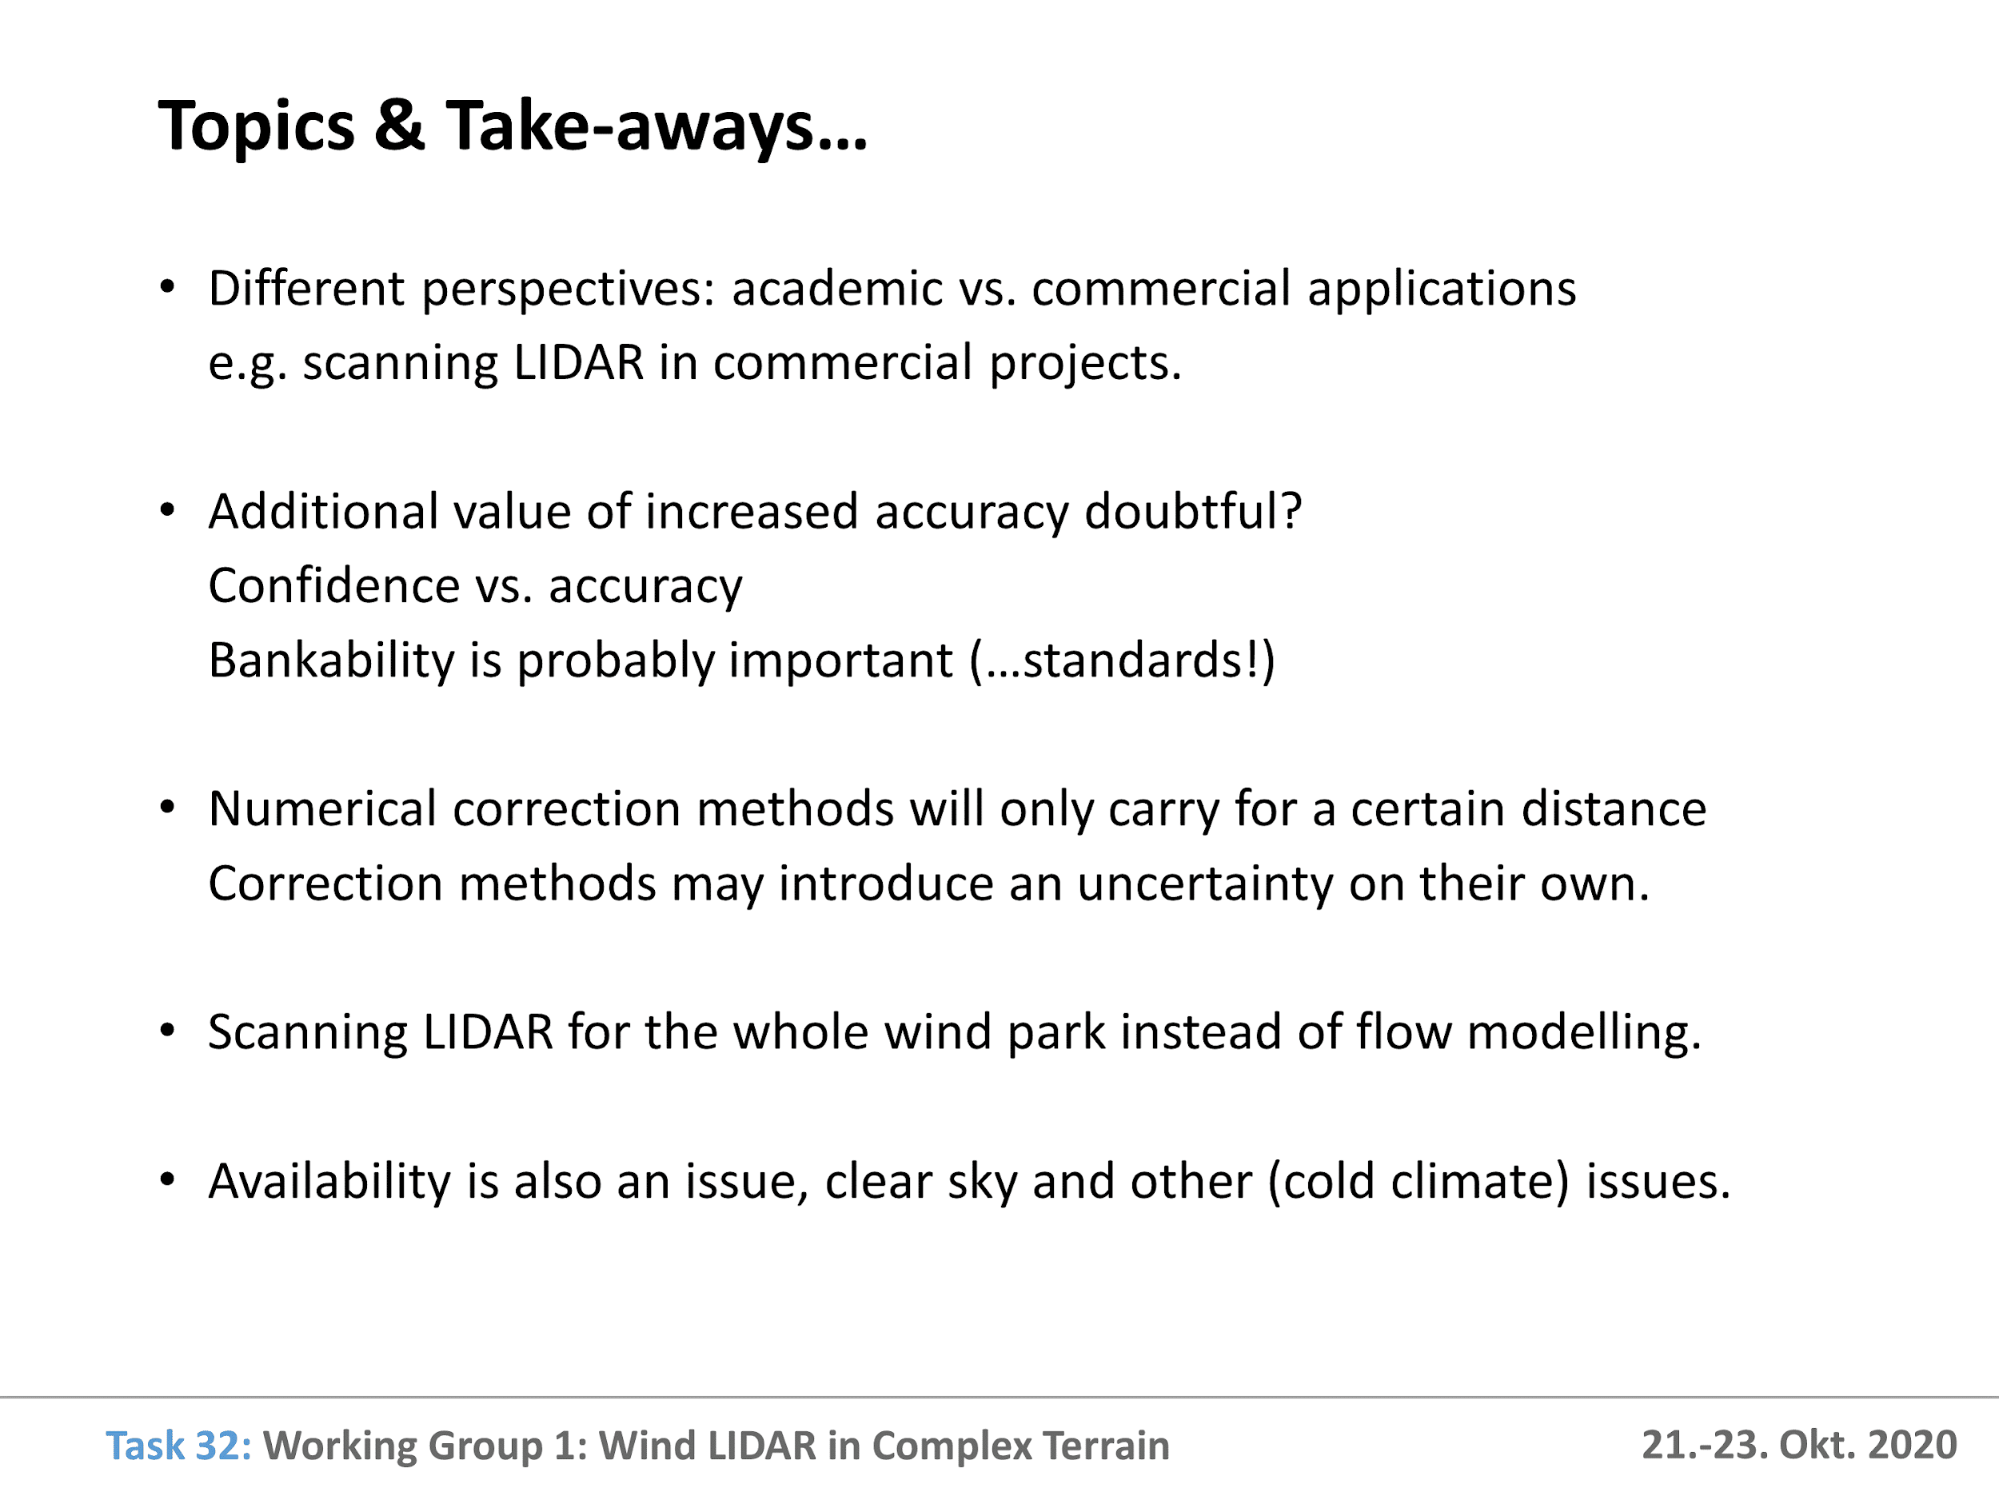 Topics & Take-aways…
• Different perspectives: academic vs. commercial applications
e.g. scanning LIDAR in commercial projects.
• Additional value of increased accuracy doubtful?
Confidence vs. accuracy
Bankability is probably important (…standards!)
• Numerical correction methods will only carry for a certain distance
Correction methods may introduce an uncertainty on their own.
• Scanning LIDAR for the whole wind park instead of flow modelling.
• Availability is also an issue, clear sky and other (cold climate) issues.
Task 32: Working Group 1: Wind LIDAR in Complex Terrain
21.-23. Okt. 2020